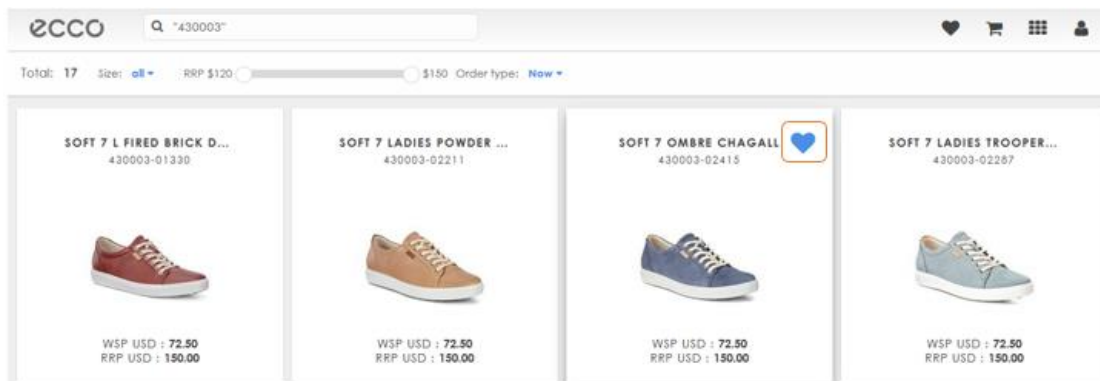 ecco "430003"
Total: 17 Size: all RRP $120 $150 Order type: Now
SOFT 7 L FIRED BRICK D...
430003-01330
WSP USD : 72.50
RRP USD : 150.00
SOFT 7 LADIES POWDER ...
430003-02211
WSP USD : 72.50
RRP USD : 150.00
SOFT 7 OMBRE CHAGALL
430003-02415
WSP USD : 72.50
RRP USD : 150.00
SOFT 7 LADIES TROOPER...
430003-02287
WSP USD : 72.50
RRP USD : 150.00